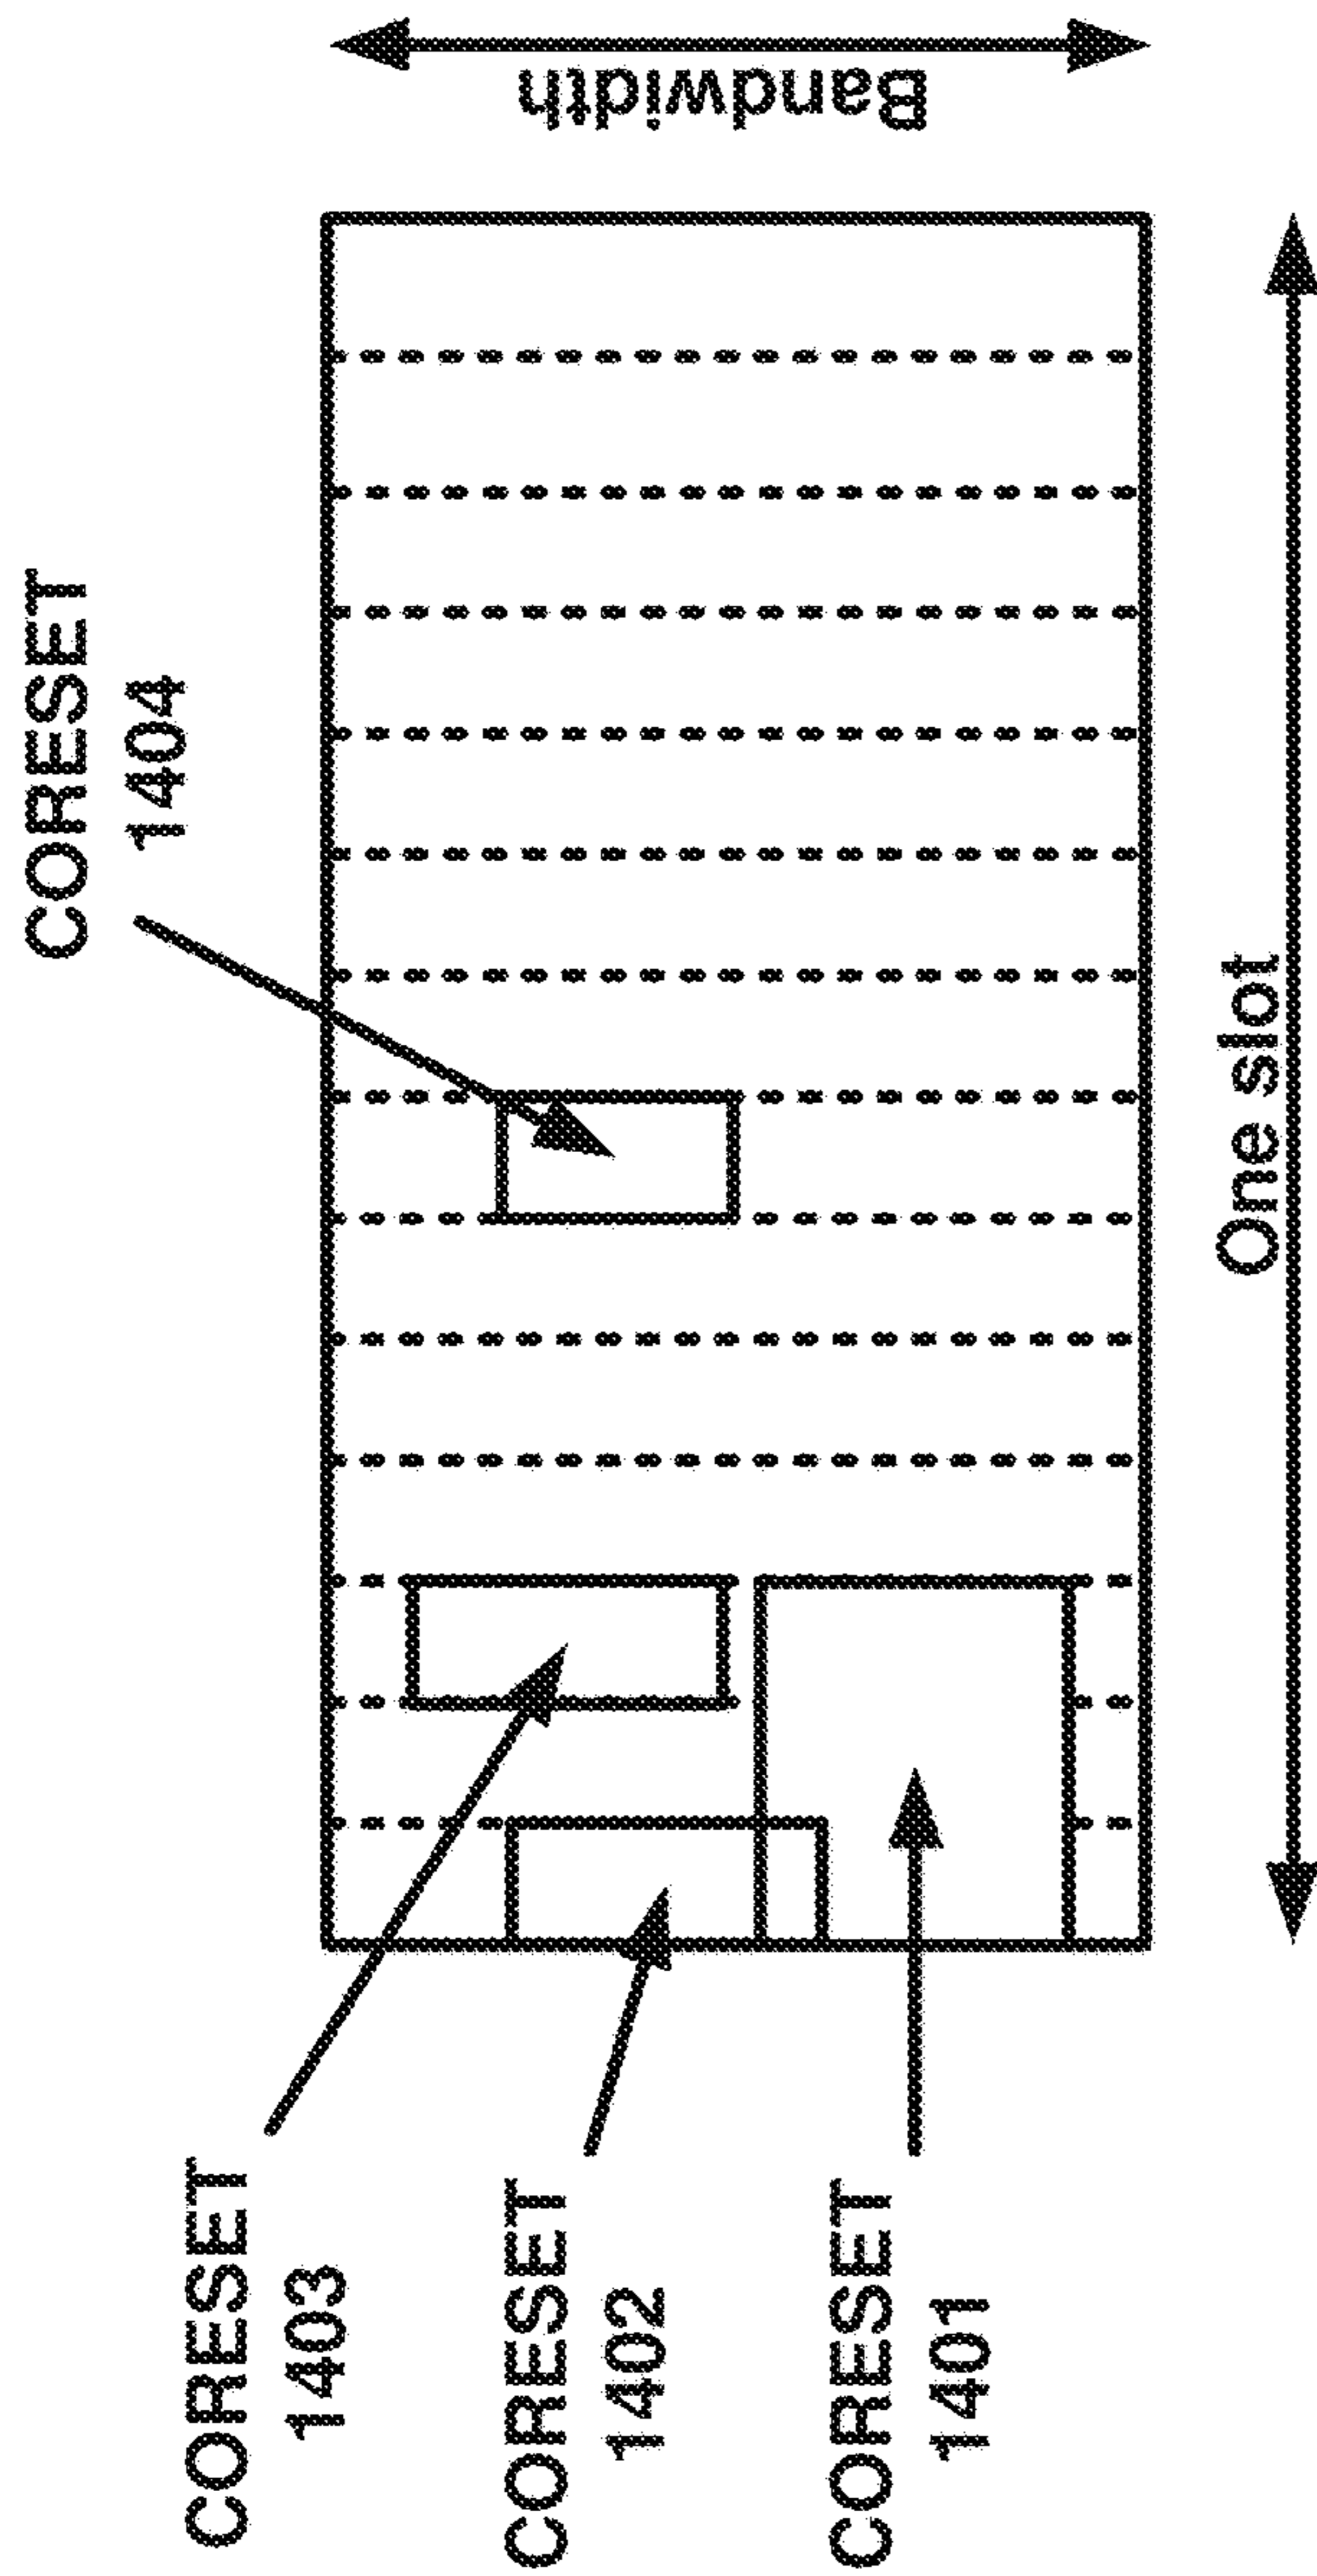 CORESET
1404
CORESET
1403
CORESET
1402
CORESET
1401
Bandwidth
One slot